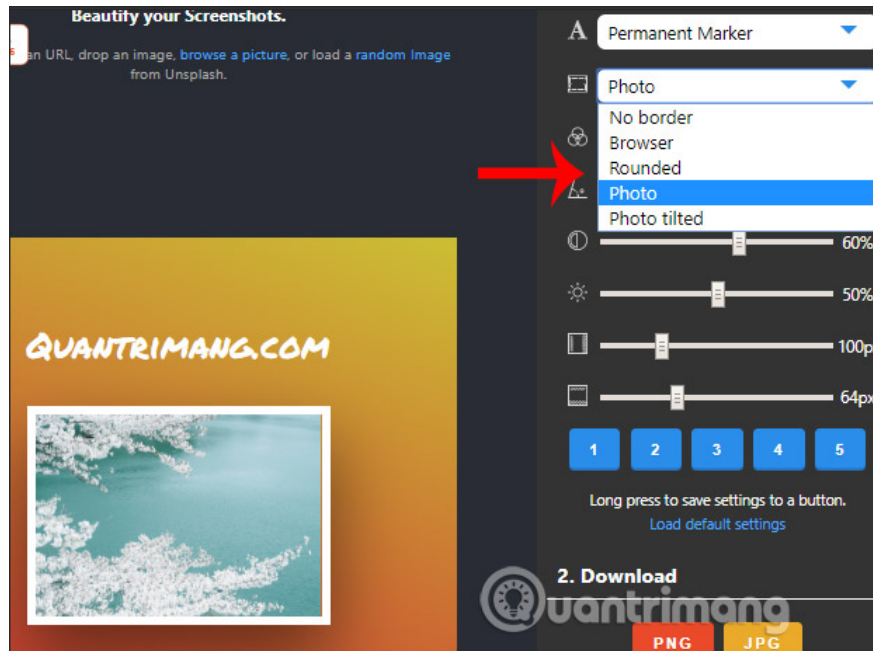 Beautify your Screenshots.
an URL, drop an image, browse a picture, or load a random Image
from Unsplash.
QUANTRIMANG.COM
Permanent Marker
Photo
No border
Browser
Rounded
Photo
Photo tilted
60%
50%
100p
64px
1 2 3 4 5
Long press to save settings to a button.
Load default settings
2. Download
Quantrimang
PNG JPG